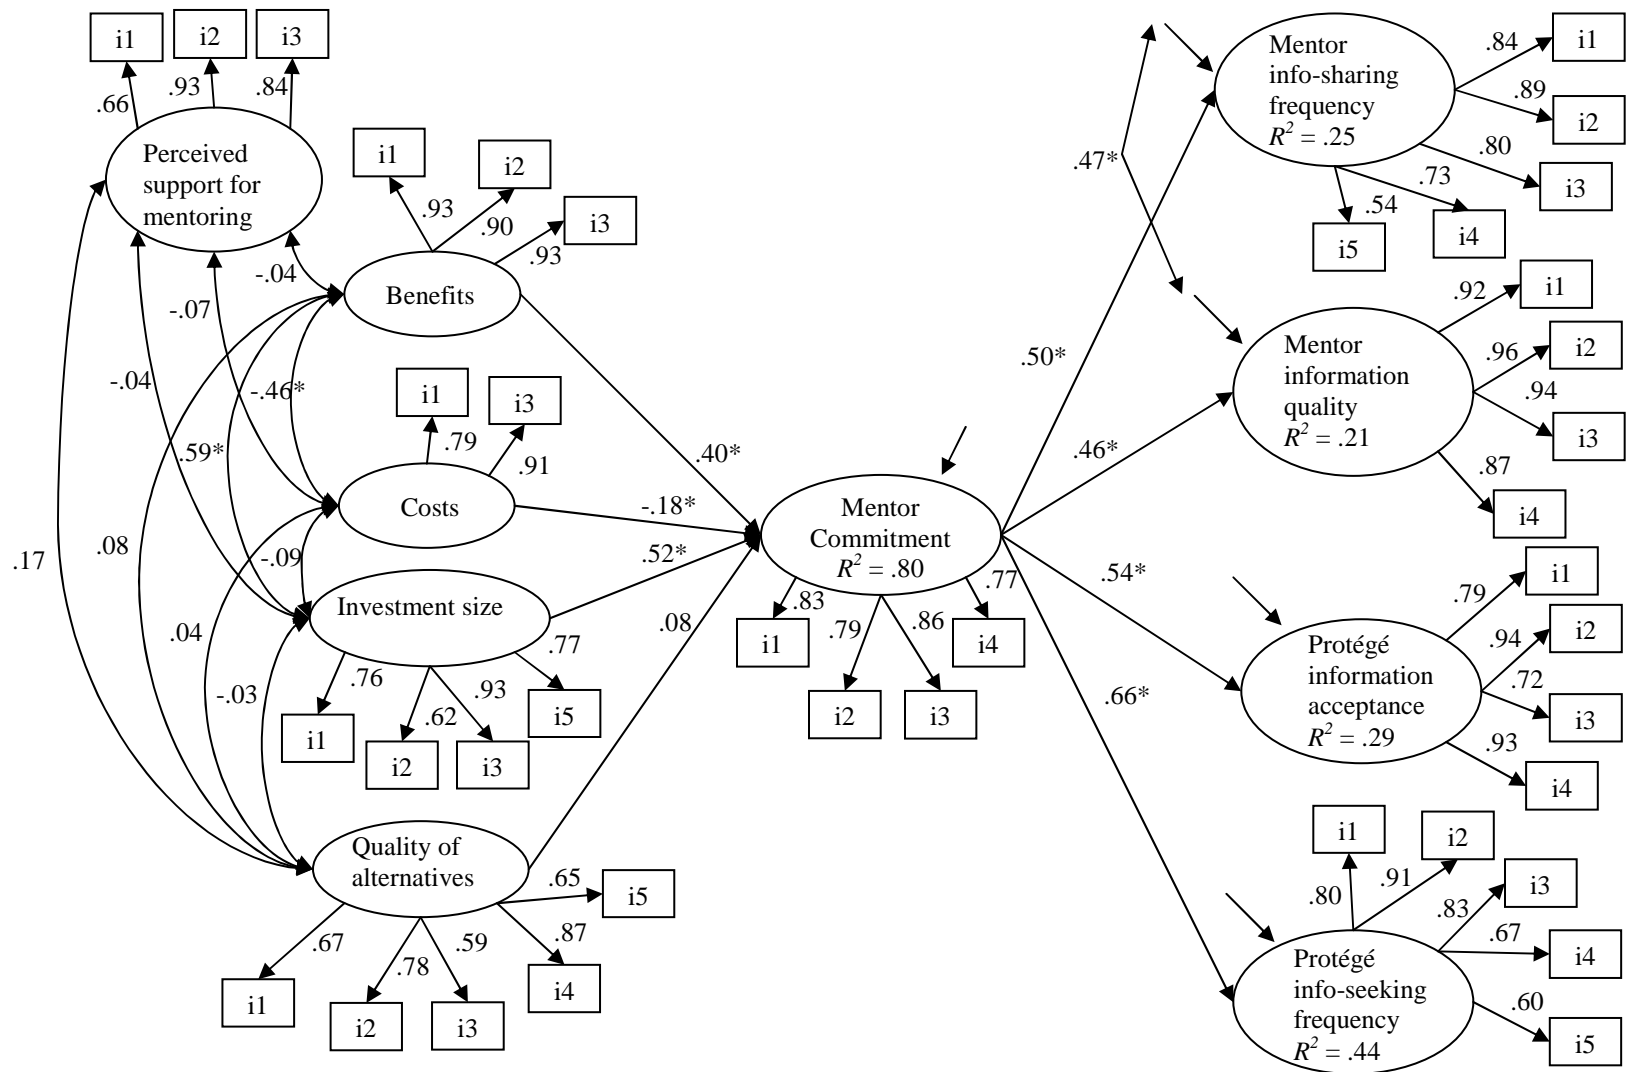 i1
i2
i3
.66
.93
.84
Perceived
support for
mentoring
i1
i2
i3
.93
.90
.93
Benefits
-.04
-.07
-.04
-.46*
.59*
.17
.08
i1
i3
.79
.91
Costs
-.09
.04
-.03
Investment size
.76
.62
.93
.77
i1
i2
i3
i5
Quality of
alternatives
.67
.78
.59
.87
.65
i1
i2
i3
i4
i5
.40*
-.18*
.52*
.08
Mentor
Commitment
R² = .80
.83
.79
.86
.77
i1
i2
i3
i4
.47*
.50*
.46*
.54*
.66*
Mentor
info-sharing
frequency
R² = .25
.84
.89
.80
.73
.54
i1
i2
i3
i4
i5
Mentor
information
quality
R² = .21
.92
.96
.94
.87
i1
i2
i3
i4
Protégé
information
acceptance
R² = .29
.79
.94
.72
.93
i1
i2
i3
i4
i1
i2
i3
i4
i5
.80
.91
.83
.67
.60
Protégé
info-seeking
frequency
R² = .44